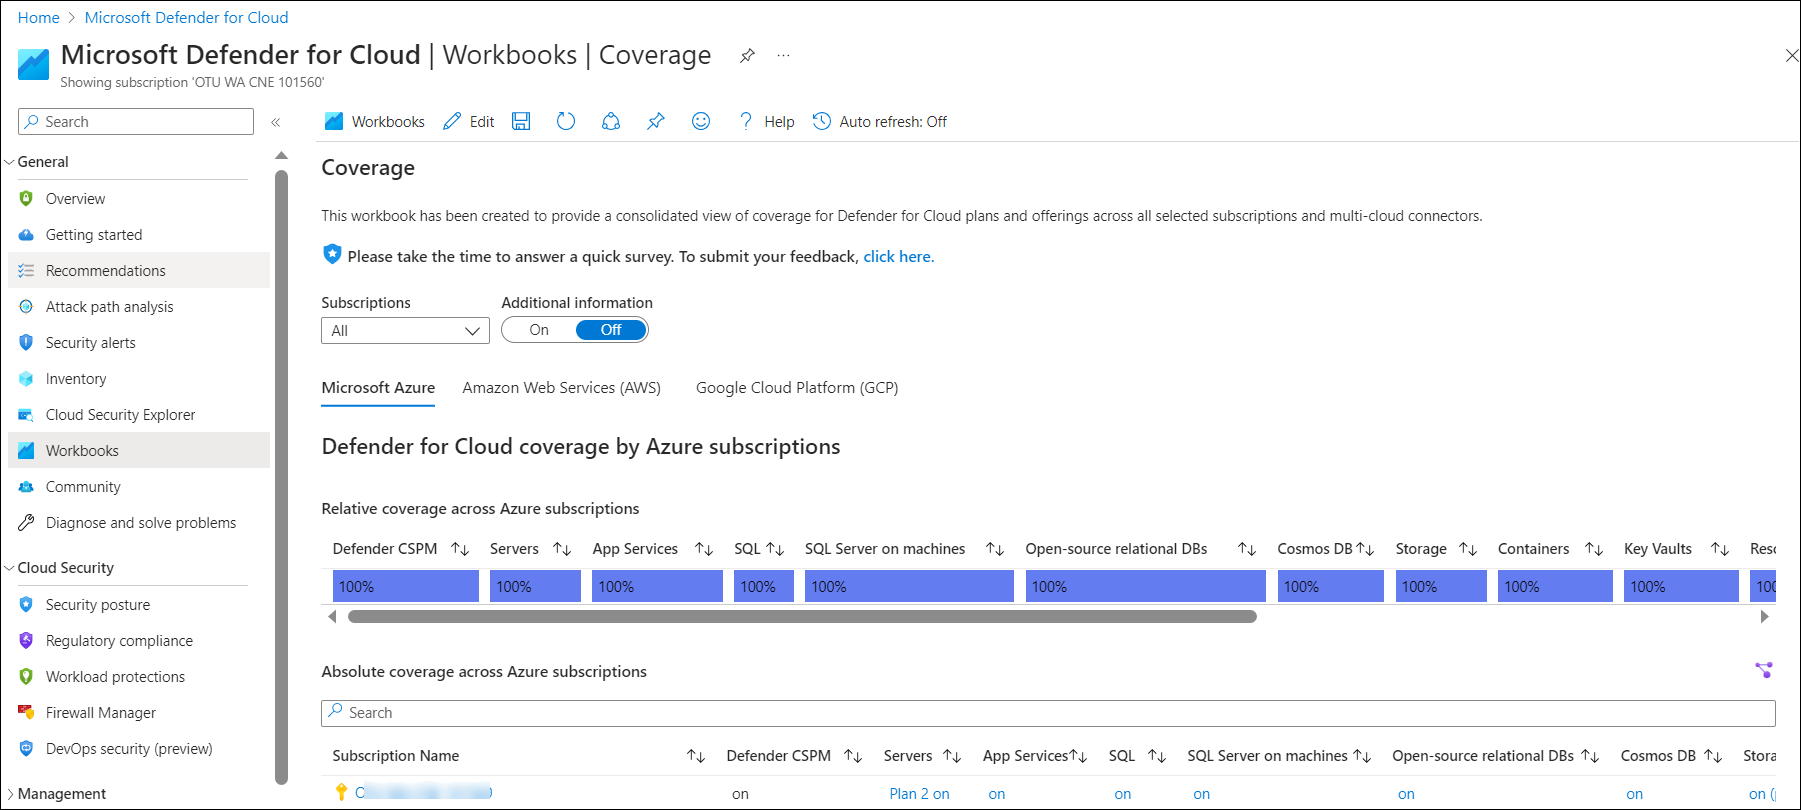 Home > Microsoft Defender for Cloud
Microsoft Defender for Cloud | Workbooks | Coverage
Showing subscription 'OTU WA CNE 101560'
Search
General
Overview
Getting started
Recommendations
Attack path analysis
Security alerts
Inventory
Cloud Security Explorer
Workbooks
Community
Diagnose and solve problems
Cloud Security
Security posture
Regulatory compliance
Workload protections
Firewall Manager
DevOps security (preview)
Management
Workbooks Edit Help Auto refresh: Off
Coverage
This workbook has been created to provide a consolidated view of coverage for Defender for Cloud plans and offerings across all selected subscriptions and multi-cloud connectors.
Please take the time to answer a quick survey. To submit your feedback, click here.
Subscriptions Additional information
All On Off
Microsoft Azure Amazon Web Services (AWS) Google Cloud Platform (GCP)
Defender for Cloud coverage by Azure subscriptions
Relative coverage across Azure subscriptions
Defender CSPM Servers App Services SQL SQL Server on machines Open-source relational DBs Cosmos DB Storage Containers Key Vaults Reso
100% 100% 100% 100% 100% 100% 100% 100% 100% 100% 100
Absolute coverage across Azure subscriptions
Search
Subscription Name Defender CSPM Servers App Services SQL SQL Server on machines Open-source relational DBs Cosmos DB Stora
on Plan 2 on on on on on on on (